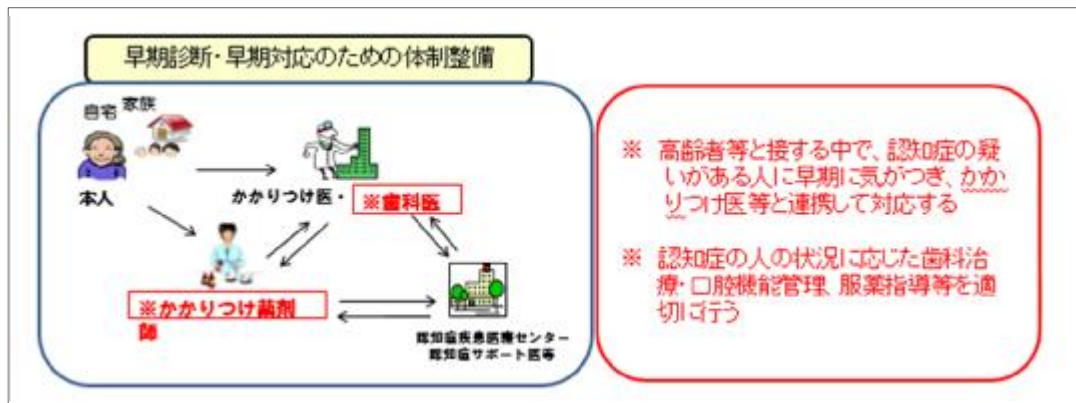 早期診断・早期対応のための体制整備
自宅 家族
本人
かかりつけ医・
※歯科医
※かかりつけ薬剤
師
認知症疾患医療センター
認知症サポート医等
※ 高齢者等と接する中で、認知症の疑
いがある人に早期に気がつき、かか
りつけ医等と連携して対応する
※ 認知症の人の状況に応じた歯科治
療・口腔機能管理、服薬指導等を適
切に行う